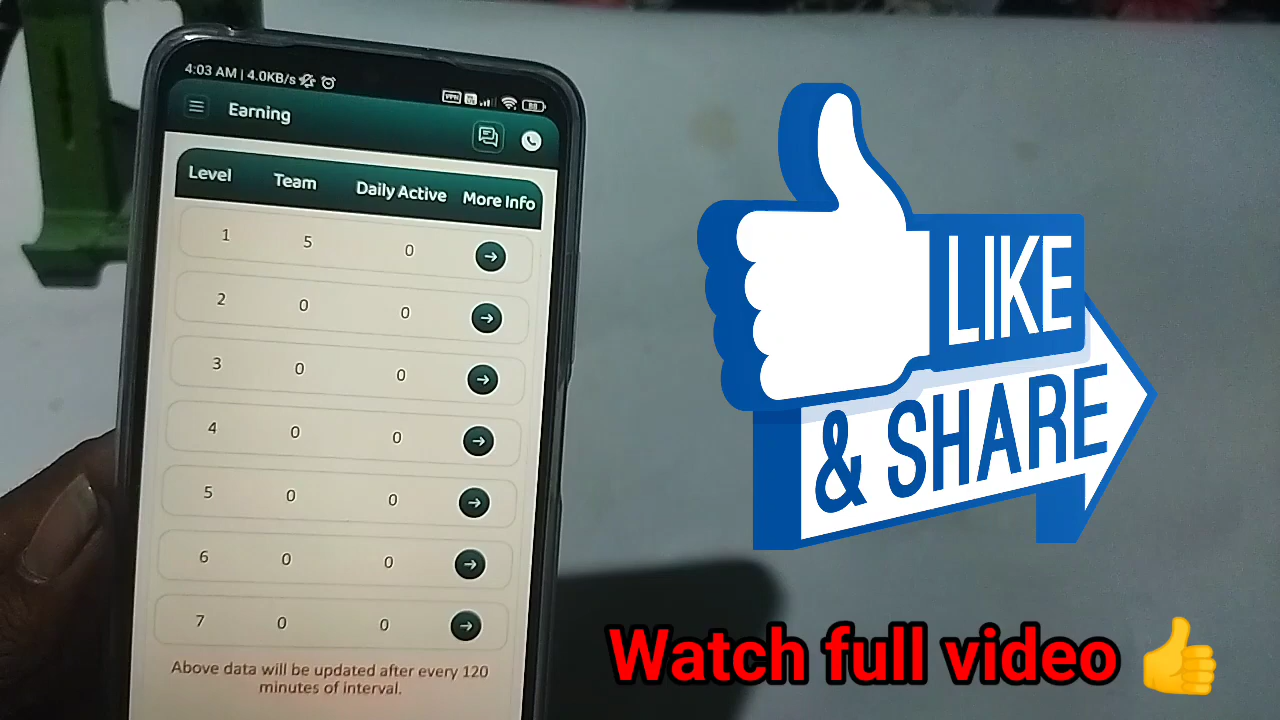 4:03 AM | 4.0KB/s
VPN
88
Earning
Level Team Daily Active More Info
1 5 0
2 0 0
3 0 0
4 0 0
5 0 0
6 0 0
7 0 0
Above data will be updated after every 120
minutes of interval.
LIKE
& SHARE
Watch full video 👍